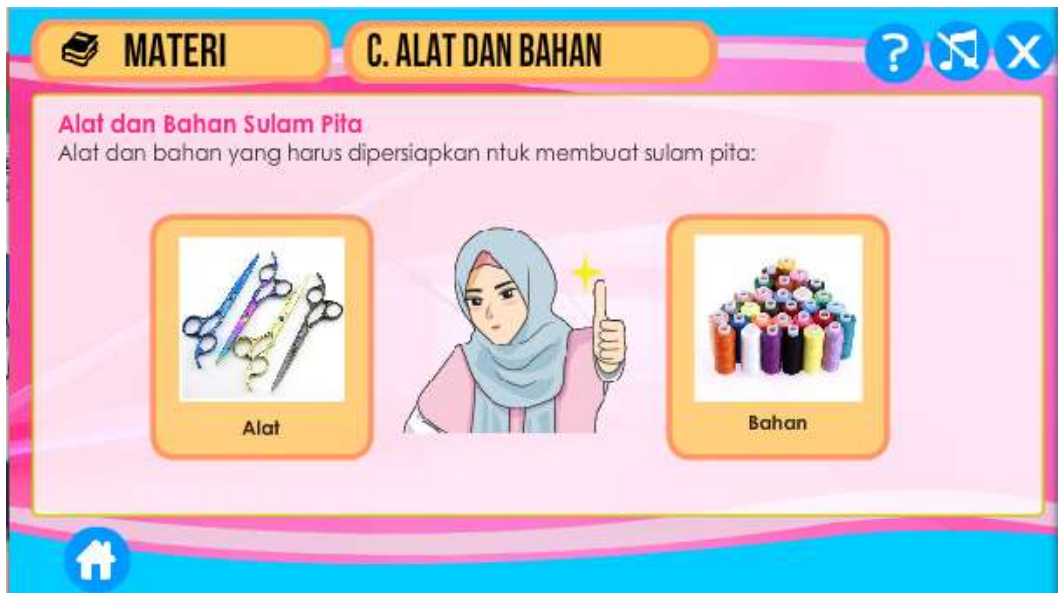 MATERI
C. ALAT DAN BAHAN
?
X
Alat dan Bahan Sulam Pita
Alat dan bahan yang harus dipersiapkan ntuk membuat sulam pita:
Alat
Bahan